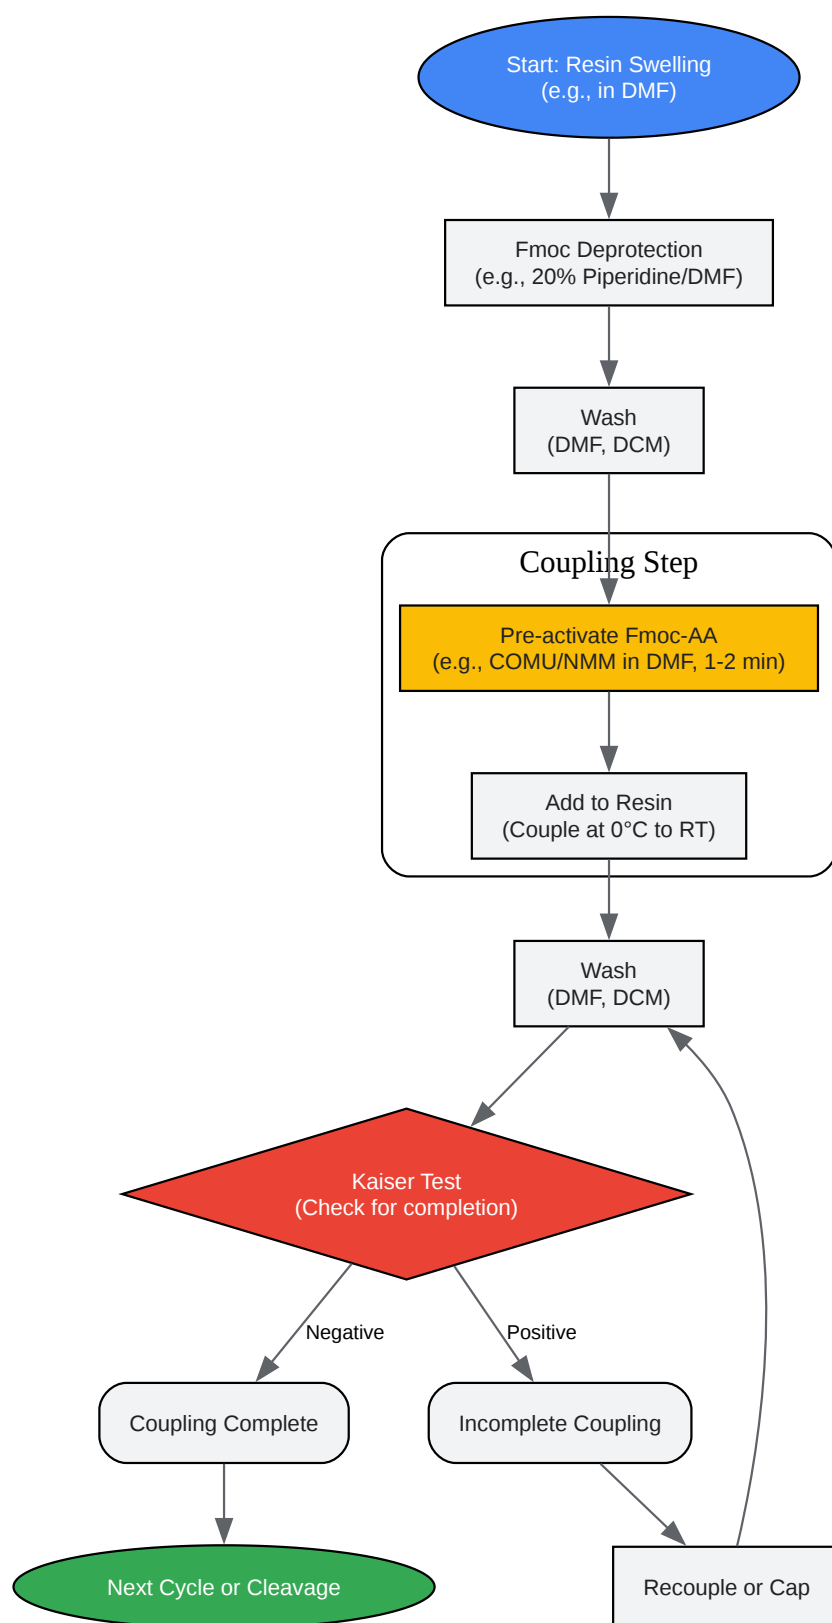 Start: Resin Swelling
(e.g., in DMF)
Fmoc Deprotection
(e.g., 20% Piperidine/DMF)
Wash
(DMF, DCM)
Coupling Step
Pre-activate Fmoc-AA
(e.g., COMU/NMM in DMF, 1-2 min)
Add to Resin
(Couple at 0°C to RT)
Wash
(DMF, DCM)
Kaiser Test
(Check for completion)
Negative
Positive
Coupling Complete
Incomplete Coupling
Next Cycle or Cleavage
Recouple or Cap